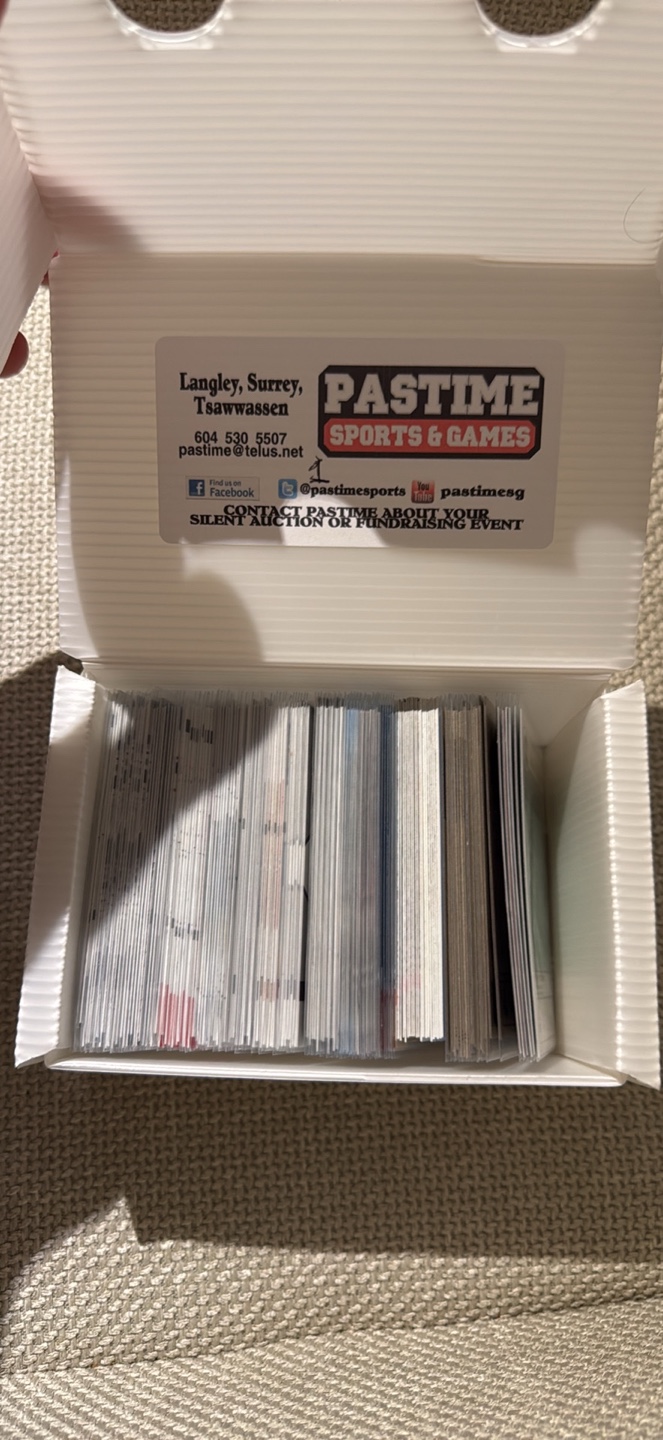 Langley, Surrey,
Tsawwassen
604 530 5507
pastime@telus.net
PASTIME
SPORTS & GAMES
Find us on
Facebook
@pastimesports
You
Tube
pastimesg
CONTACT PASTIME ABOUT YOUR
SILENT AUCTION OR FUNDRAISING EVENT